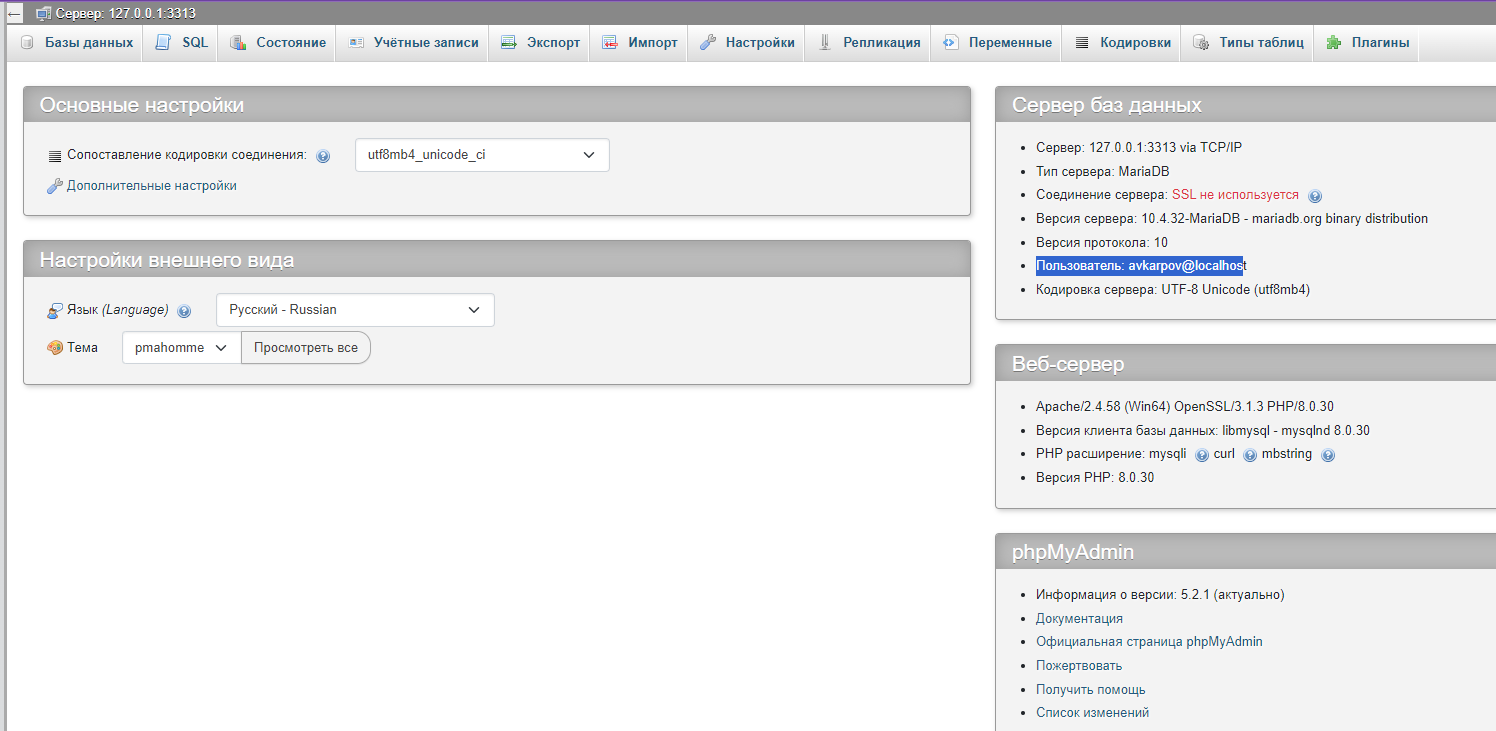 ← Сервер: 127.0.0.1:3313
Базы данных SQL Состояние Учётные записи Экспорт Импорт Настройки Репликация Переменные Кодировки Типы таблиц Плагины
Основные настройки
Сопоставление кодировки соединения: utf8mb4_unicode_ci
Дополнительные настройки
Настройки внешнего вида
Язык (Language) Русский - Russian
Тема pmahomme Просмотреть все
Сервер баз данных
Сервер: 127.0.0.1:3313 via TCP/IP
Тип сервера: MariaDB
Соединение сервера: SSL не используется
Версия сервера: 10.4.32-MariaDB - mariadb.org binary distribution
Версия протокола: 10
Пользователь: avkarpov@localhost
Кодировка сервера: UTF-8 Unicode (utf8mb4)
Веб-сервер
Apache/2.4.58 (Win64) OpenSSL/3.1.3 PHP/8.0.30
Версия клиента базы данных: libmysql - mysqlnd 8.0.30
PHP расширение: mysqli curl mbstring
Версия PHP: 8.0.30
phpMyAdmin
Информация о версии: 5.2.1 (актуально)
Документация
Официальная страница phpMyAdmin
Пожертвовать
Получить помощь
Список изменений